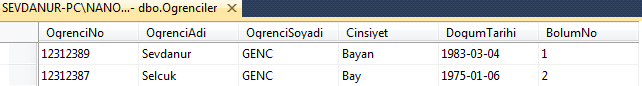 SEVDANUR-PC\NANO...- dbo.Ogrenciler
OgrenciNo OgrenciAdi OgrenciSoyadi Cinsiyet DogumTarihi BolumNo
12312389 Sevdanur GENC Bayan 1983-03-04 1
12312387 Selcuk GENC Bay 1975-01-06 2